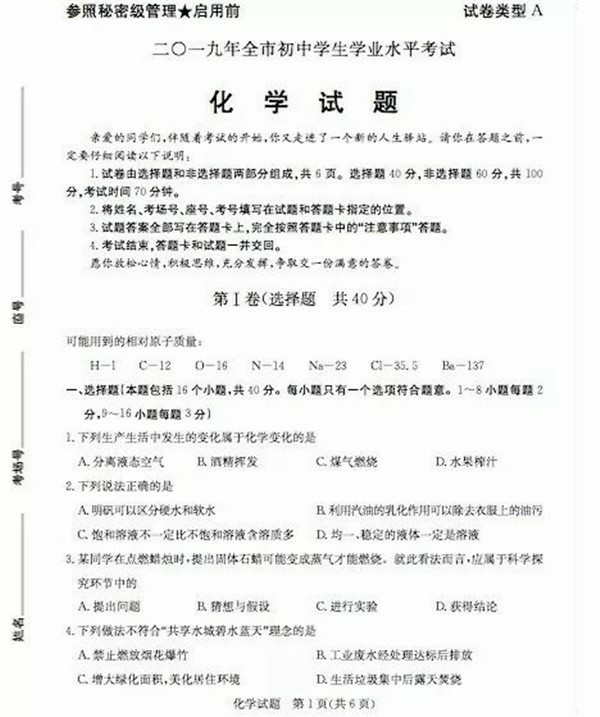 参照秘密级管理★启用前
试卷类型 A
二〇一九年全市初中学生学业水平考试
化 学 试 题
亲爱的同学们,伴随着考试的开始,你又走进了一个新的人生驿站。请你在答题之前,一
定要仔细阅读以下说明:
1.试卷由选择题和非选择题两部分组成,共 6 页。选择题 40 分,非选择题 60 分,共 100
分,考试时间 70 分钟。
2.将姓名、考场号、座号、考号填写在试题和答题卡指定的位置。
3.试题答案全部写在答题卡上,完全按照答题卡中的“注意事项”答题。
4.考试结束,答题卡和试题一并交回。
愿你放松心情,积极思维,充分发挥,争取交一份满意的答卷。
第Ⅰ卷(选择题 共 40 分)
可能用到的相对原子质量:
H—1 C—12 O—16 N—14 Na—23 Cl—35.5 Ba—137
一、选择题(本题包括 16 个小题,共 40 分。每小题只有一个选项符合题意。1～8 小题每题 2
分,9～16 小题每题 3 分)
1.下列生产生活中发生的变化属于化学变化的是
A.分离液态空气 B.酒精挥发 C.煤气燃烧 D.水果榨汁
2.下列说法正确的是
A.明矾可以区分硬水和软水 B.利用汽油的乳化作用可以除去衣服上的油污
C.饱和溶液不一定比不饱和溶液含溶质多 D.均一、稳定的液体一定是溶液
3.某同学在点燃蜡烛时,提出固体石蜡可能变成蒸气才能燃烧。就此看法而言,应属于科学探
究环节中的
A.提出问题 B.猜想与假设 C.进行实验 D.获得结论
4.下列做法不符合“共享水城碧水蓝天”理念的是
A.禁止燃放烟花爆竹 B.工业废水经处理达标后排放
C.增大绿化面积,美化居住环境 D.生活垃圾集中后露天焚烧
化学试题 第 1 页(共 6 页)
考号
座号
考场号
姓名